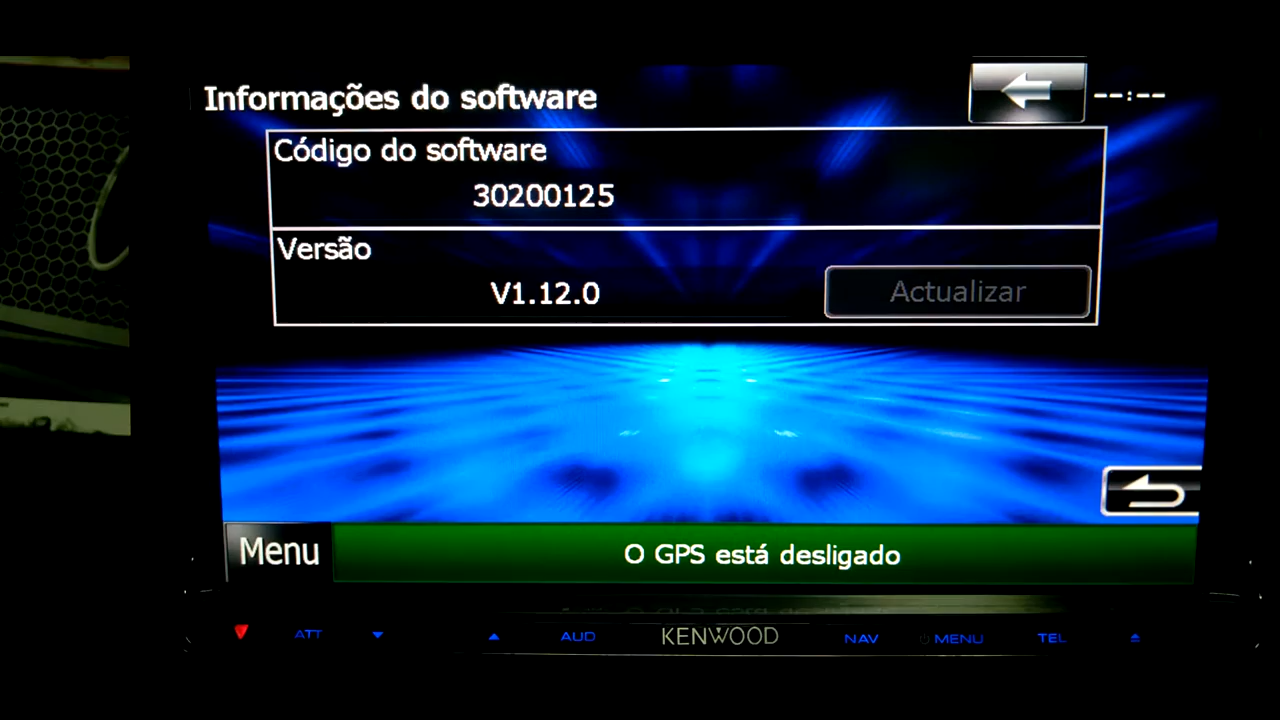 Informações do software
--:--
Código do software
30200125
Versão
V1.12.0
Actualizar
Menu
O GPS está desligado
ATT
AUD
KENWOOD
NAV
MENU
TEL